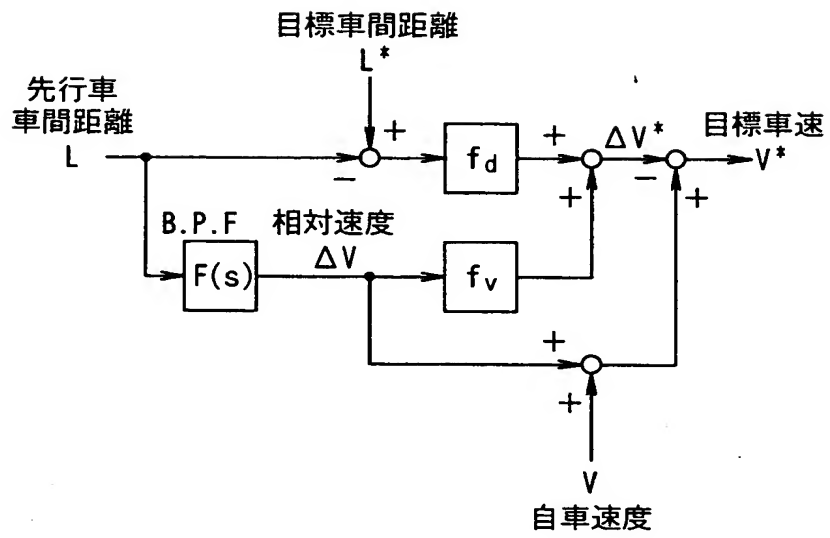 目標車間距離
L*
先行車
車間距離
L
+
−
fd
+
+
ΔV*
−
+
目標車速
V*
B.P.F
F(s)
相対速度
ΔV
fv
+
+
V
自車速度